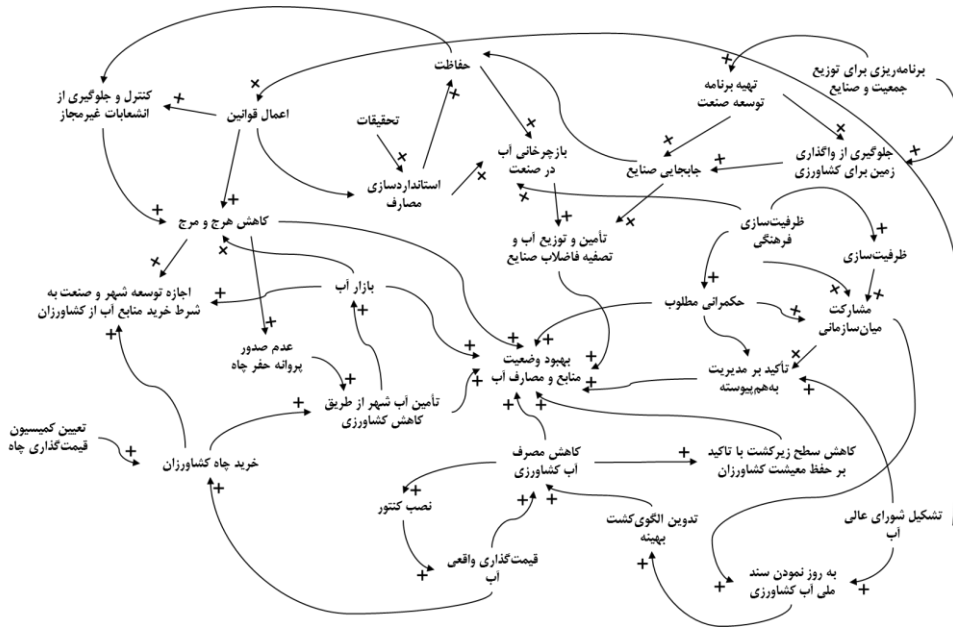 برنامه‌ریزی برای توزیع
جمعیت و صنایع
تهیه برنامه
توسعه صنعت
حفاظت
کنترل و جلوگیری از
انشعابات غیرمجاز
اعمال قوانین
تحقیقات
استانداردسازی
مصارف
بازچرخانی آب
در صنعت
جابجایی صنایع
جلوگیری از واگذاری
زمین برای کشاورزی
ظرفیت‌سازی
فرهنگی
ظرفیت‌سازی
کاهش هرج و مرج
تأمین و توزیع آب و
تصفیه فاضلاب صنایع
اجازه توسعه شهر و صنعت به
شرط خرید منابع آب از کشاورزان
بازار آب
حکمرانی مطلوب
مشارکت
میان‌سازمانی
عدم صدور
پروانه حفر چاه
بهبود وضعیت
منابع و مصارف آب
تأکید بر مدیریت
به‌هم‌پیوسته
تأمین آب شهر از طریق
کاهش کشاورزی
تعیین کمیسیون
قیمت‌گذاری چاه
خرید چاه کشاورزان
کاهش مصرف
آب کشاورزی
کاهش سطح زیرکشت با تاکید
بر حفظ معیشت کشاورزان
نصب کنتور
تدوین الگوی‌کشت
بهینه
تشکیل شورای عالی
آب
قیمت‌گذاری واقعی
آب
به روز نمودن سند
ملی آب کشاورزی